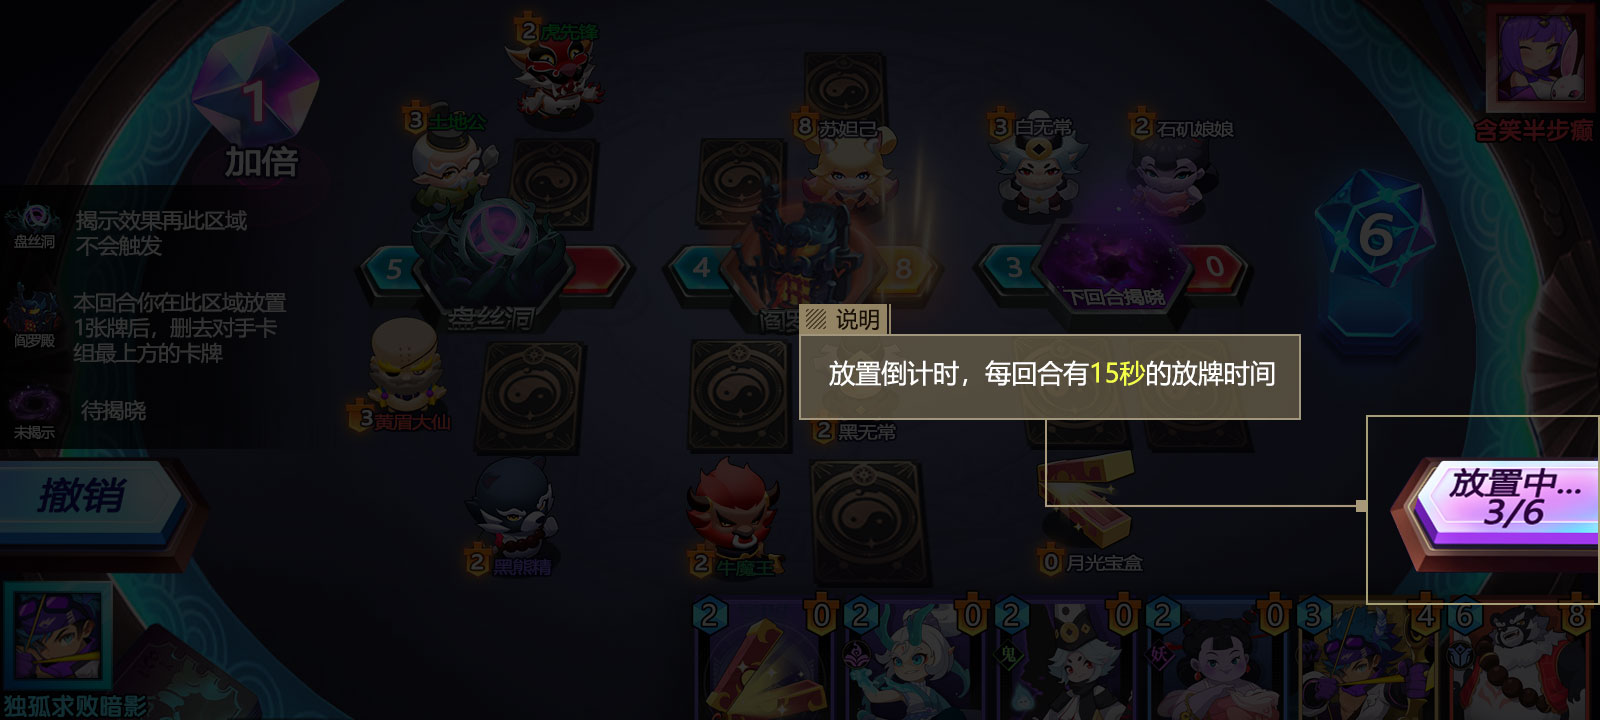 2 虎先锋
1
加倍
3 土地公
8 苏妲己
3 白无常
2 石矶娘娘
含笑半步癫
盘丝洞
揭示效果再此区域
不会触发
6
5
4
8
3
0
盘丝洞
下回合揭晓
阎罗殿
本回合你在此区域放置
1张牌后，删去对手卡
组最上方的卡牌
说明
放置倒计时，每回合有15秒的放牌时间
未揭示
待揭晓
3 黄眉大仙
2 黑无常
撤销
放置中...
3/6
2 黑熊精
2 牛魔王
0 月光宝盒
2 0
2 0
2 0
2 0
3 4
6 8
鬼
妖
独孤求败暗影